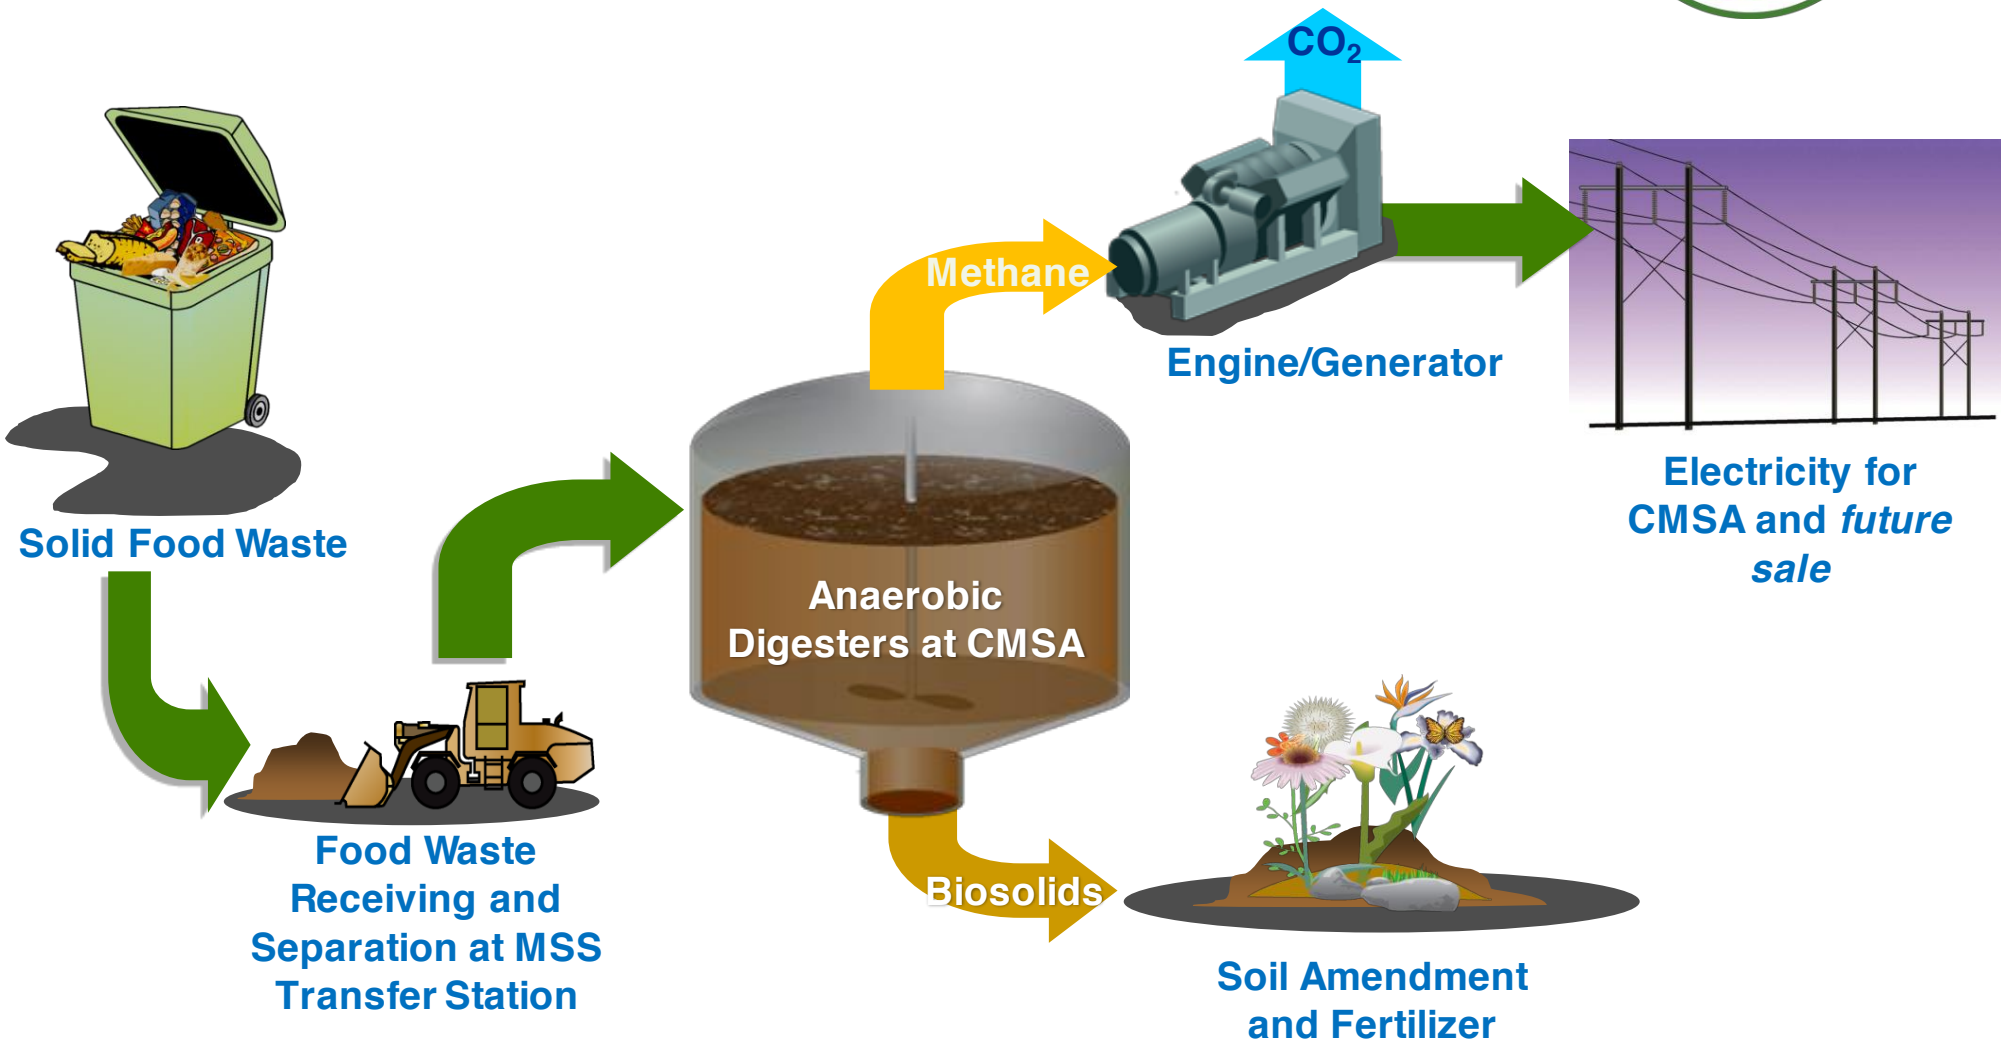 CO₂
Methane
Engine/Generator
Electricity for
CMSA and future
sale
Solid Food Waste
Anaerobic
Digesters at CMSA
Food Waste
Receiving and
Separation at MSS
Transfer Station
Biosolids
Soil Amendment
and Fertilizer